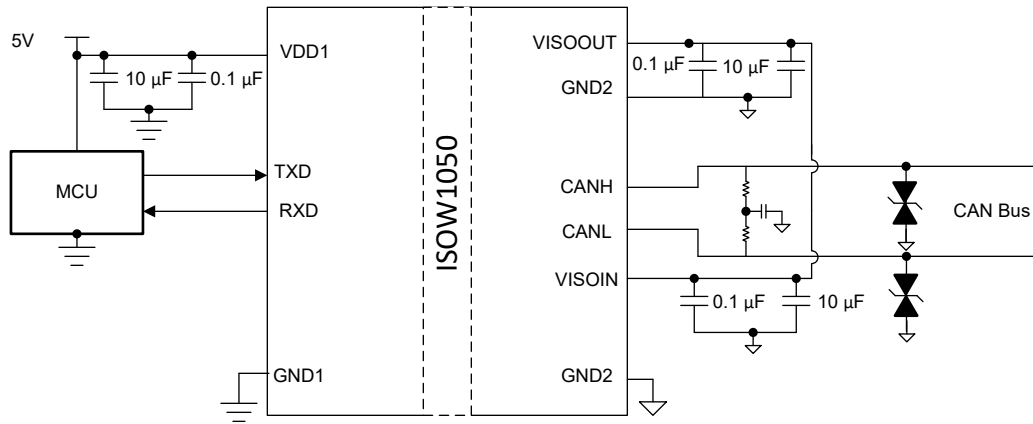 5V
VDD1
10 µF
0.1 µF
MCU
TXD
RXD
GND1
ISOW1050
VISOOUT
0.1 µF
10 µF
GND2
CANH
CANL
CAN Bus
VISOIN
0.1 µF
10 µF
GND2